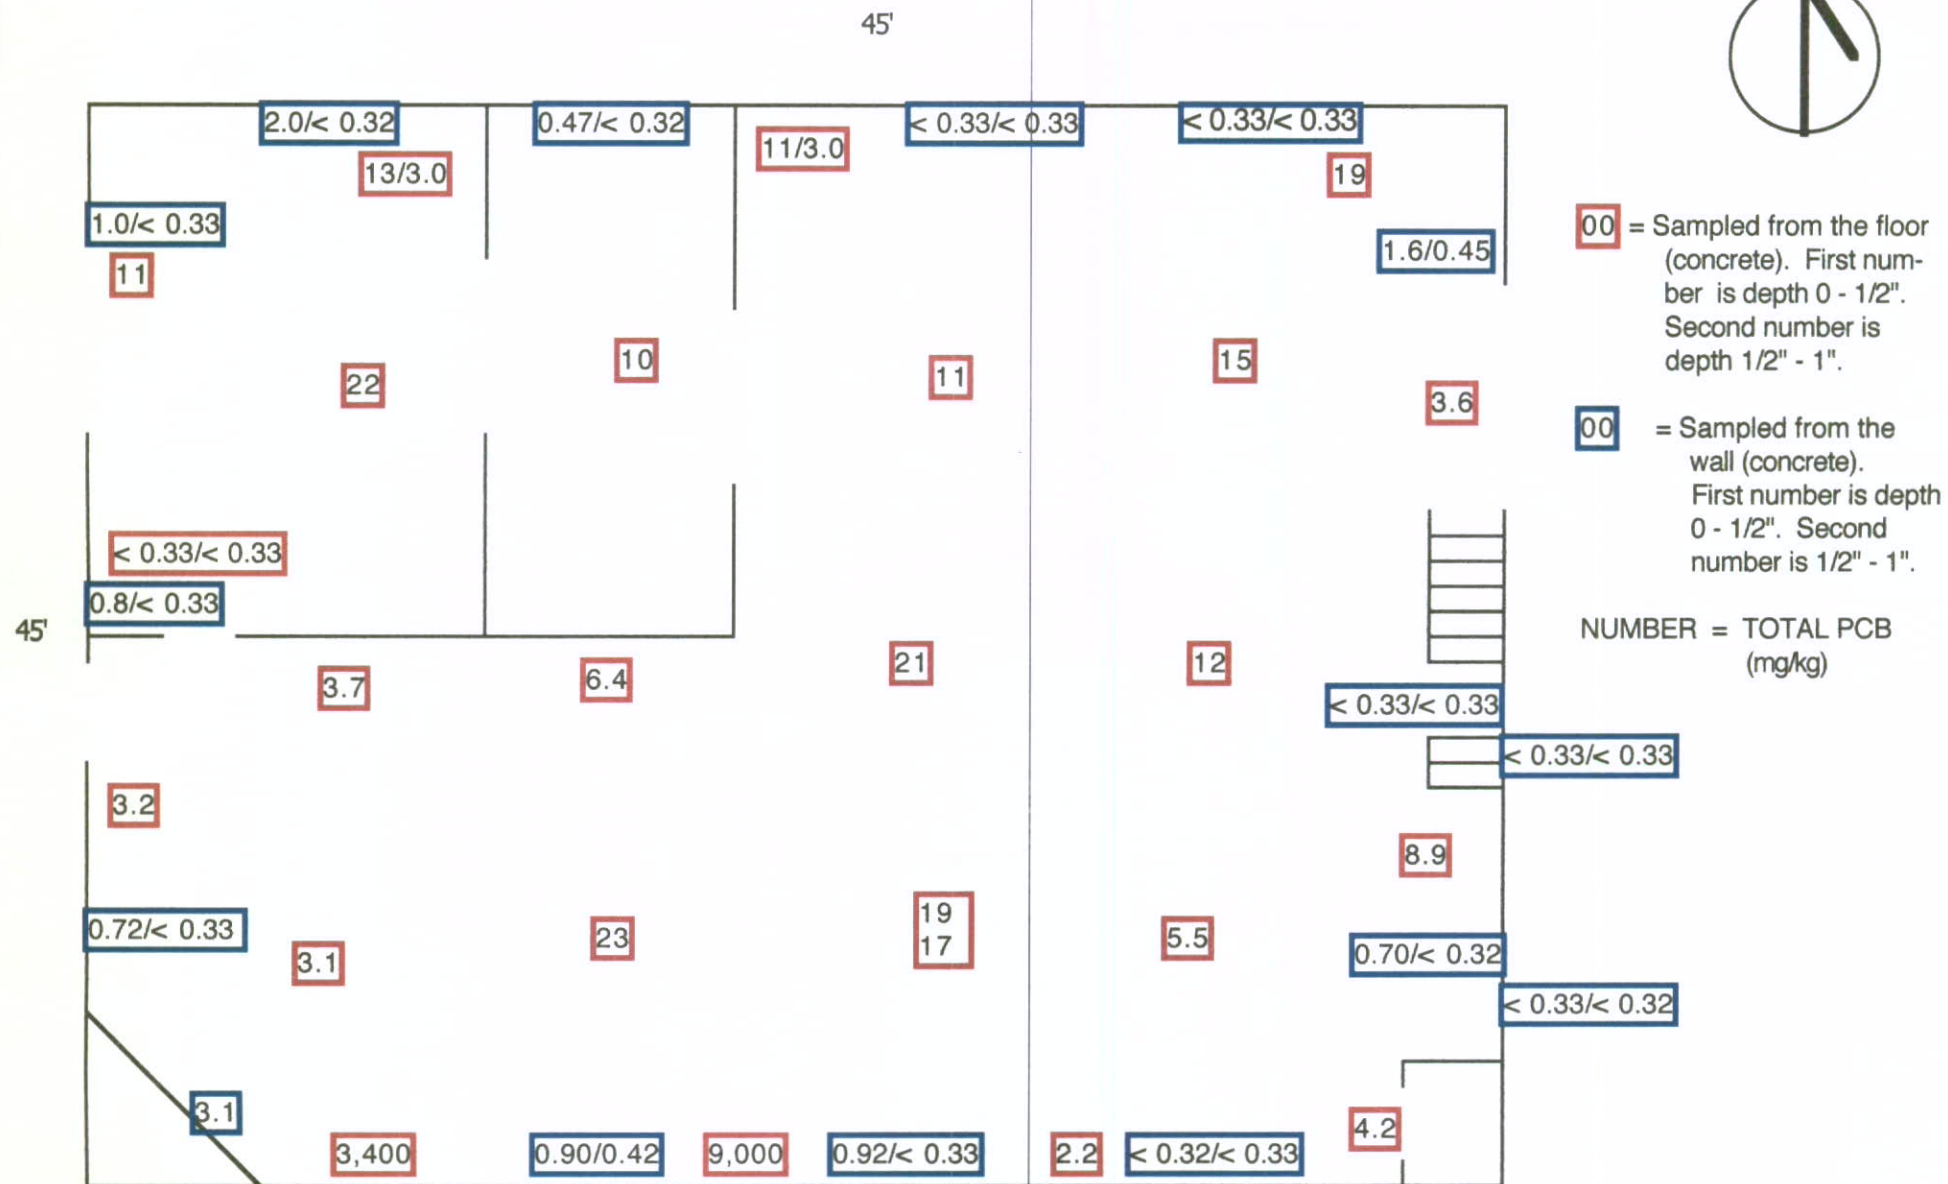 45'
2.0/< 0.32
0.47/< 0.32
< 0.33/< 0.33
< 0.33/< 0.33
11/3.0
13/3.0
19
1.0/< 0.33
1.6/0.45
11
10
15
11
22
3.6
< 0.33/< 0.33
0.8/< 0.33
45'
21
12
6.4
3.7
< 0.33/< 0.33
< 0.33/< 0.33
3.2
8.9
19
17
0.72/< 0.33
23
5.5
0.70/< 0.32
3.1
< 0.33/< 0.32
3.1
4.2
3,400
0.90/0.42
9,000
0.92/< 0.33
2.2
< 0.32/< 0.33
00 = Sampled from the floor
(concrete). First num-
ber is depth 0 - 1/2".
Second number is
depth 1/2" - 1".
00 = Sampled from the
wall (concrete).
First number is depth
0 - 1/2". Second
number is 1/2" - 1".
NUMBER = TOTAL PCB
(mg/kg)